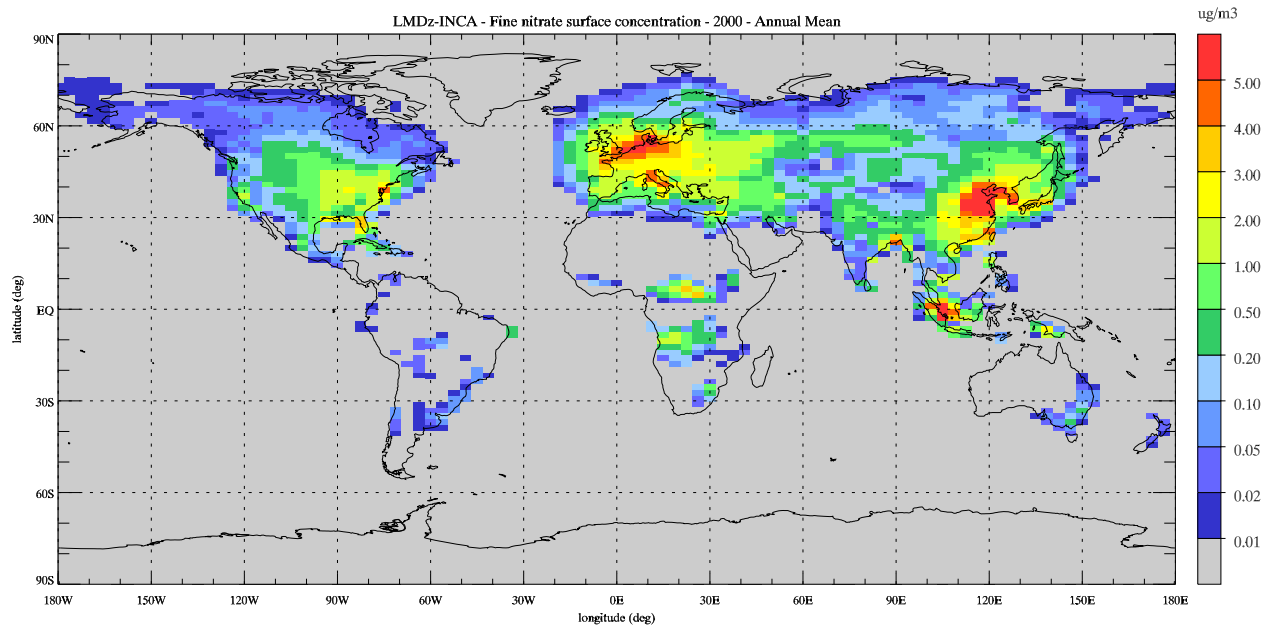 LMDz-INCA - Fine nitrate surface concentration - 2000 - Annual Mean
ug/m3
90N
60N
30N
EQ
30S
60S
90S
latitude (deg)
180W 150W 120W 90W 60W 30W 0E 30E 60E 90E 120E 150E 180E
longitude (deg)
5.00
4.00
3.00
2.00
1.00
0.50
0.20
0.10
0.05
0.02
0.01